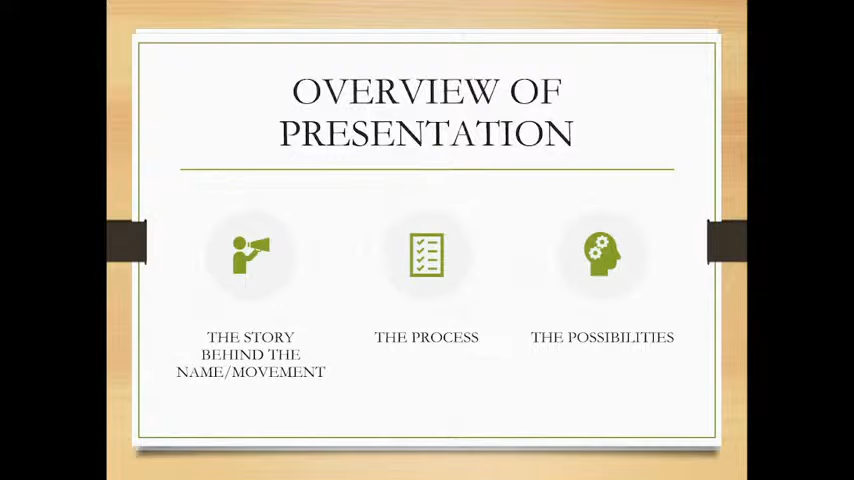 OVERVIEW OF
PRESENTATION
THE STORY
BEHIND THE
NAME/MOVEMENT
THE PROCESS
THE POSSIBILITIES